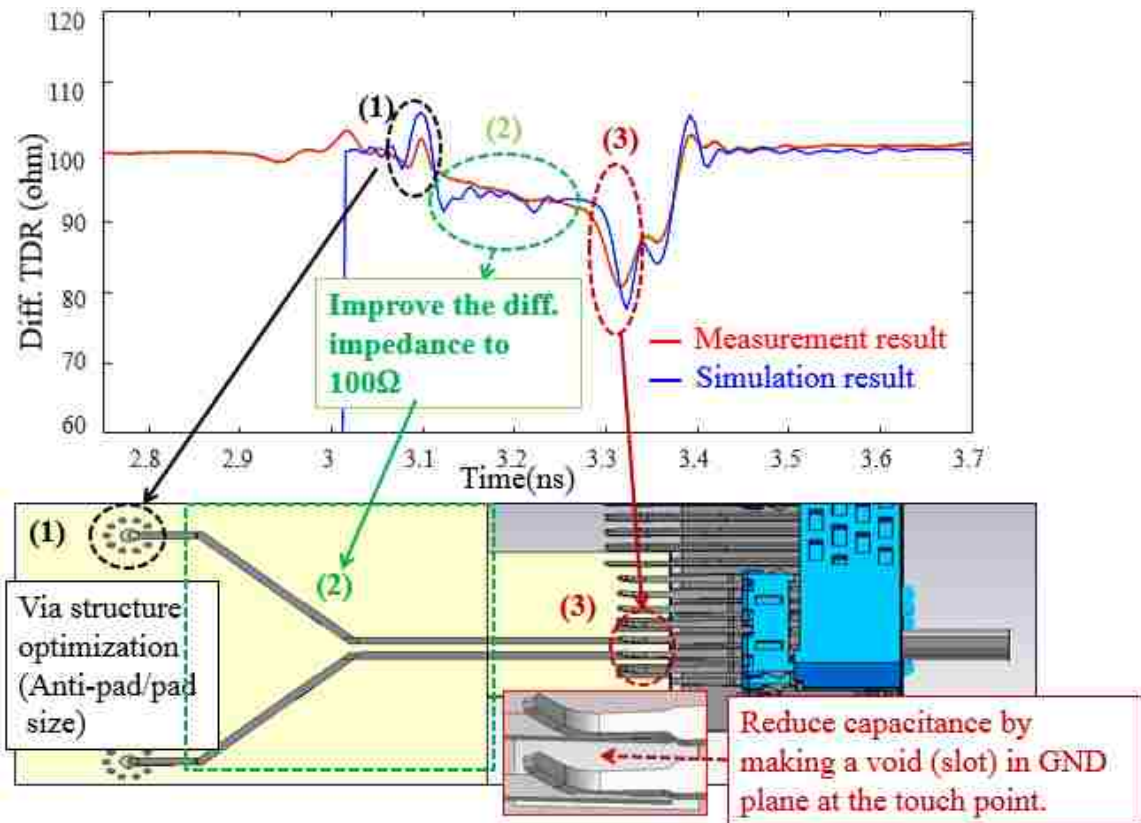 120
110
100
90
80
70
60
Diff. TDR (ohm)
(1)
(2)
(3)
Improve the diff.
impedance to
100Ω
Measurement result
Simulation result
2.8
2.9
3
3.1
3.2
3.3
3.4
3.5
3.6
3.7
Time(ns)
(1)
(2)
(3)
Via structure
optimization
(Anti-pad/pad
size)
Reduce capacitance by
making a void (slot) in GND
plane at the touch point.